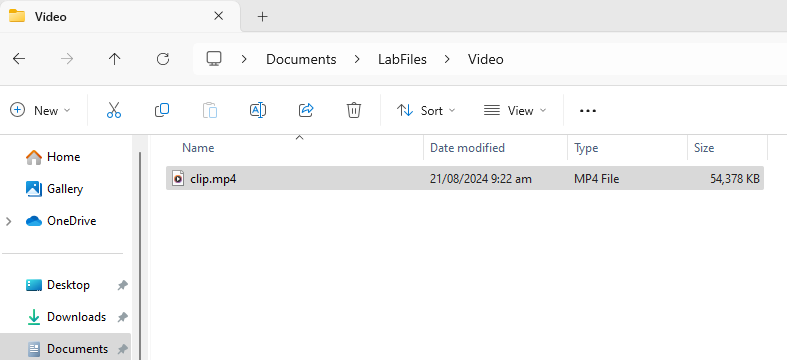 Video
Documents > LabFiles > Video
New Sort View ...
Name Date modified Type Size
clip.mp4 21/08/2024 9:22 am MP4 File 54,378 KB
Home
Gallery
OneDrive
Desktop
Downloads
Documents